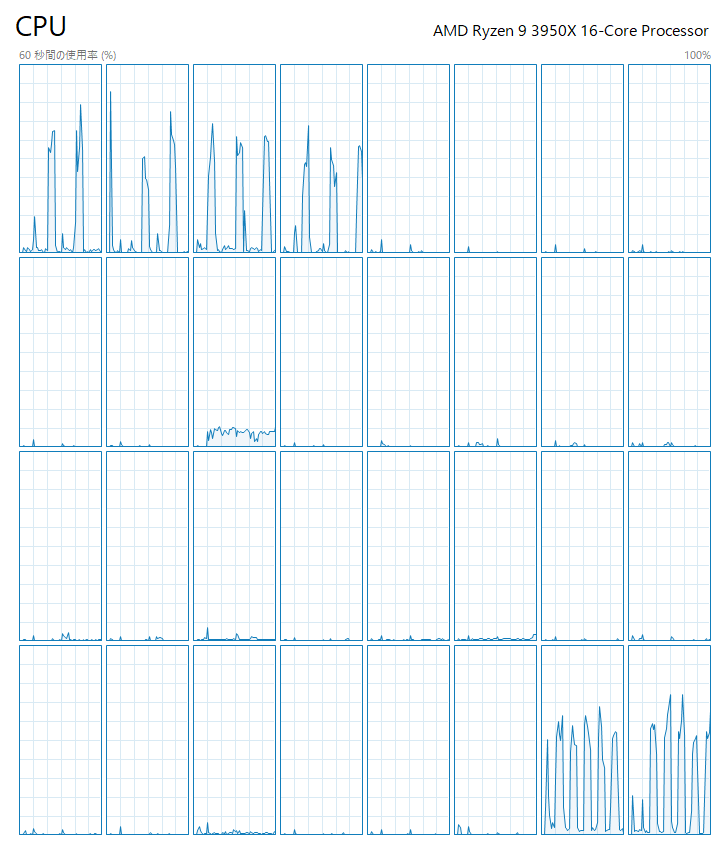 CPU
AMD Ryzen 9 3950X 16-Core Processor
60 秒間の使用率 (%)
100%